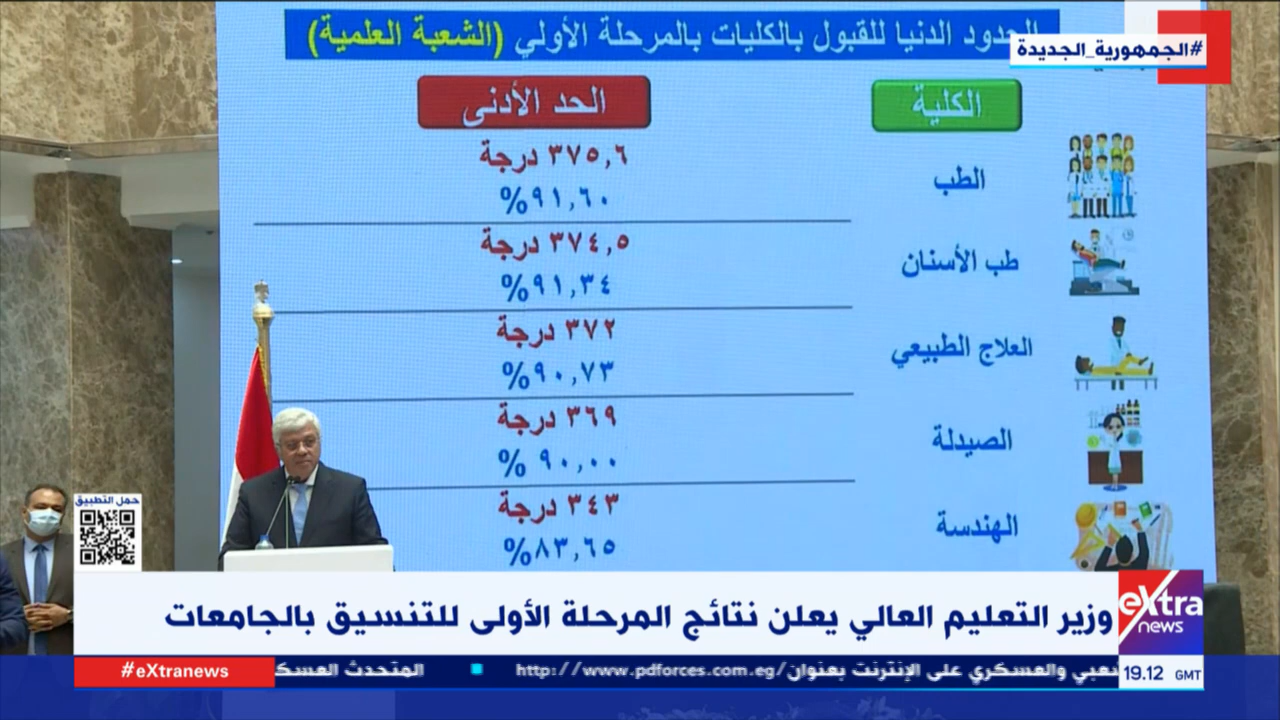 الحدود الدنيا للقبول بالكليات بالمرحلة الأولي (الشعبة العلمية)
#الجمهورية_الجديدة
الكلية
الحد الأدنى
الطب
٣٧٥,٦ درجة
٩١,٦٠%
طب الأسنان
٣٧٤,٥ درجة
٩١,٣٤%
العلاج الطبيعي
٣٧٢ درجة
٩٠,٧٣%
الصيدلة
٣٦٩ درجة
٩٠,٠٠ %
الهندسة
٣٤٣ درجة
٨٣,٦٥%
حمل التطبيق
وزير التعليم العالي يعلن نتائج المرحلة الأولى للتنسيق بالجامعات
eXtra
news
والعسكري على الإنترنت بعنوان/http://www.pdforces.com.eg
المتحدث
#eXtranews
19.12 GMT